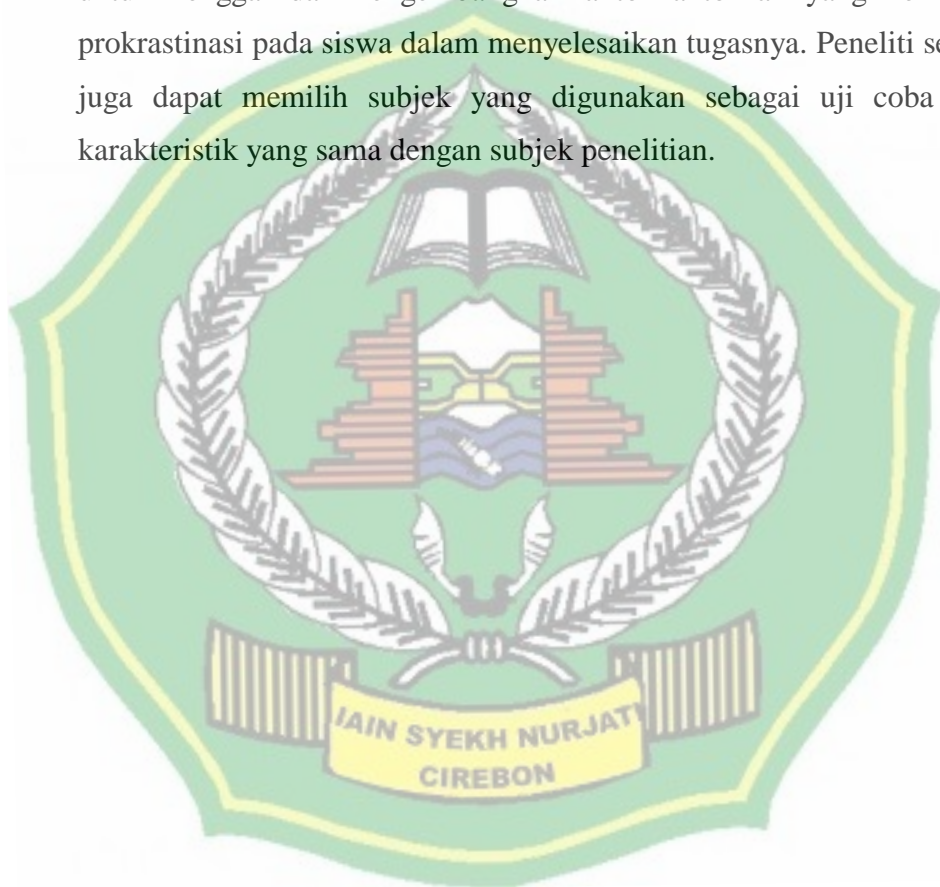 prokrastinasi pada siswa dalam menyelesaikan tugasnya. Peneliti
juga dapat memilih subjek yang digunakan sebagai uji coba
karakteristik yang sama dengan subjek penelitian.
IAIN SYEKH NURJATI
CIREBON